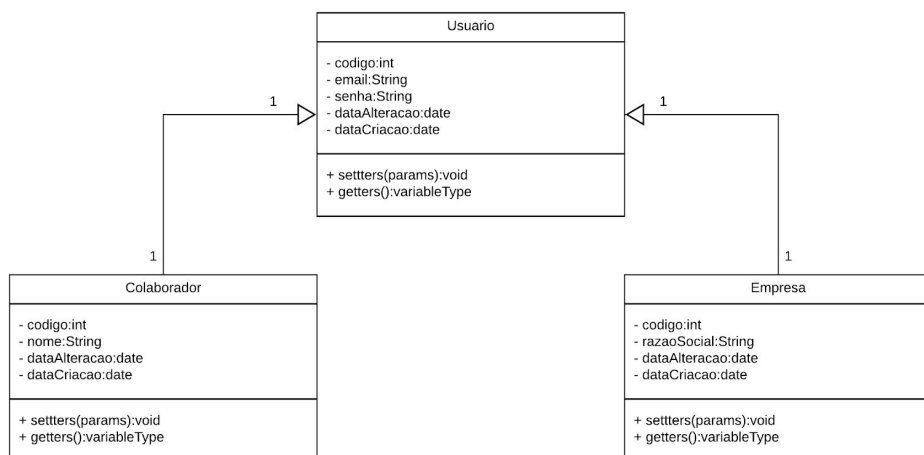 Usuario
- codigo:int
- email:String
- senha:String
- dataAlteracao:date
- dataCriacao:date
+ settters(params):void
+ getters():variableType
1
1
1
1
Colaborador
- codigo:int
- nome:String
- dataAlteracao:date
- dataCriacao:date
+ settters(params):void
+ getters():variableType
Empresa
- codigo:int
- razaoSocial:String
- dataAlteracao:date
- dataCriacao:date
+ settters(params):void
+ getters():variableType